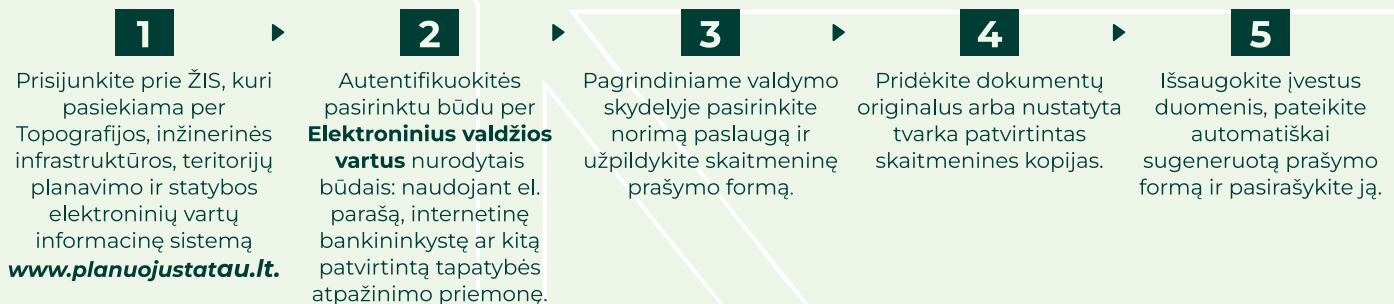 1
Prisijunkite prie ŽIS, kuri
pasiekiama per
Topografijos, inžinerinės
infrastruktūros, teritorijų
planavimo ir statybos
elektroninių vartų
informacinę sistemą
www.planuojustatau.lt.
2
Autentifikuokitės
pasirinktu būdu per
Elektroninius valdžios
vartus nurodytais
būdais: naudojant el.
parašą, internetinę
bankininkystę ar kitą
patvirtintą tapatybės
atpažinimo priemonę.
3
Pagrindiniame valdymo
skydelyje pasirinkite
norimą paslaugą ir
užpildykite skaitmeninę
prašymo formą.
4
Pridėkite dokumentų
originalus arba nustatyta
tvarka patvirtintas
skaitmenines kopijas.
5
Išsaugokite įvestus
duomenis, pateikite
automatiškai
sugeneruotą prašymo
formą ir pasirašykite ją.